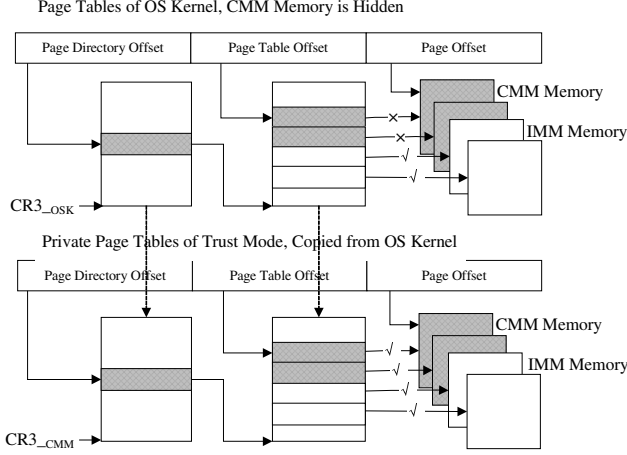 Page Tables of OS Kernel, CMM Memory is Hidden
Page Directory Offset Page Table Offset Page Offset
CMM Memory
×
IMM Memory
×
√
√
CR3_OSK
Private Page Tables of Trust Mode, Copied from OS Kernel
Page Directory Offset Page Table Offset Page Offset
CMM Memory
√
IMM Memory
√
√
√
CR3_CMM